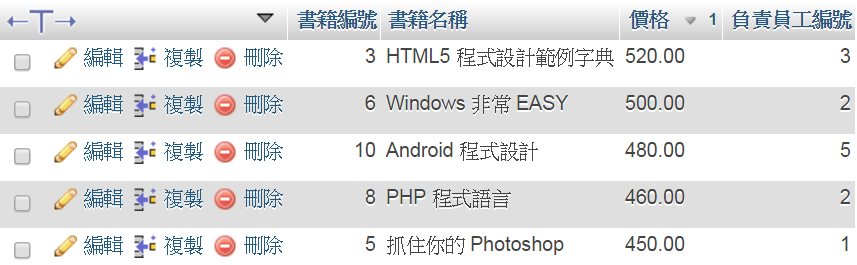 ←T→ 書籍編號 書籍名稱 價格 1 負責員工編號
編輯 複製 刪除 3 HTML5 程式設計範例字典 520.00 3
編輯 複製 刪除 6 Windows 非常 EASY 500.00 2
編輯 複製 刪除 10 Android 程式設計 480.00 5
編輯 複製 刪除 8 PHP 程式語言 460.00 2
編輯 複製 刪除 5 抓住你的 Photoshop 450.00 1